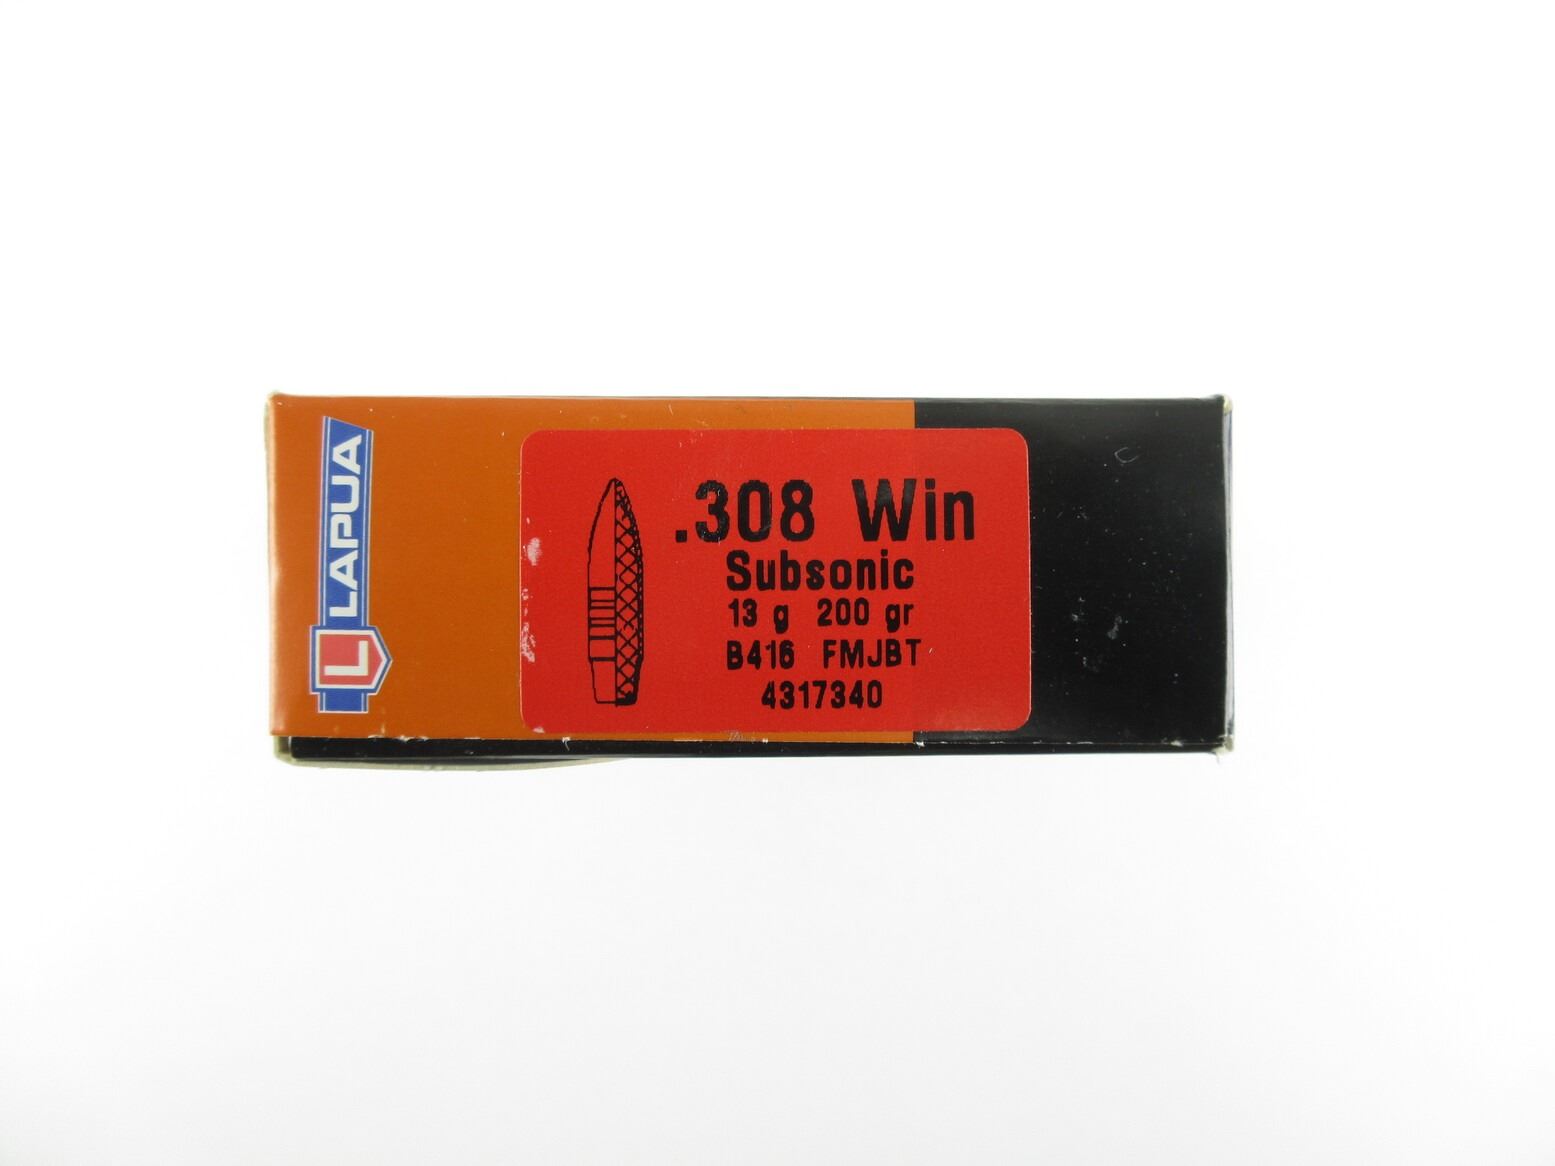 LAPUA
L
.308 Win
Subsonic
13 g 200 gr
B416 FMJBT
4317340